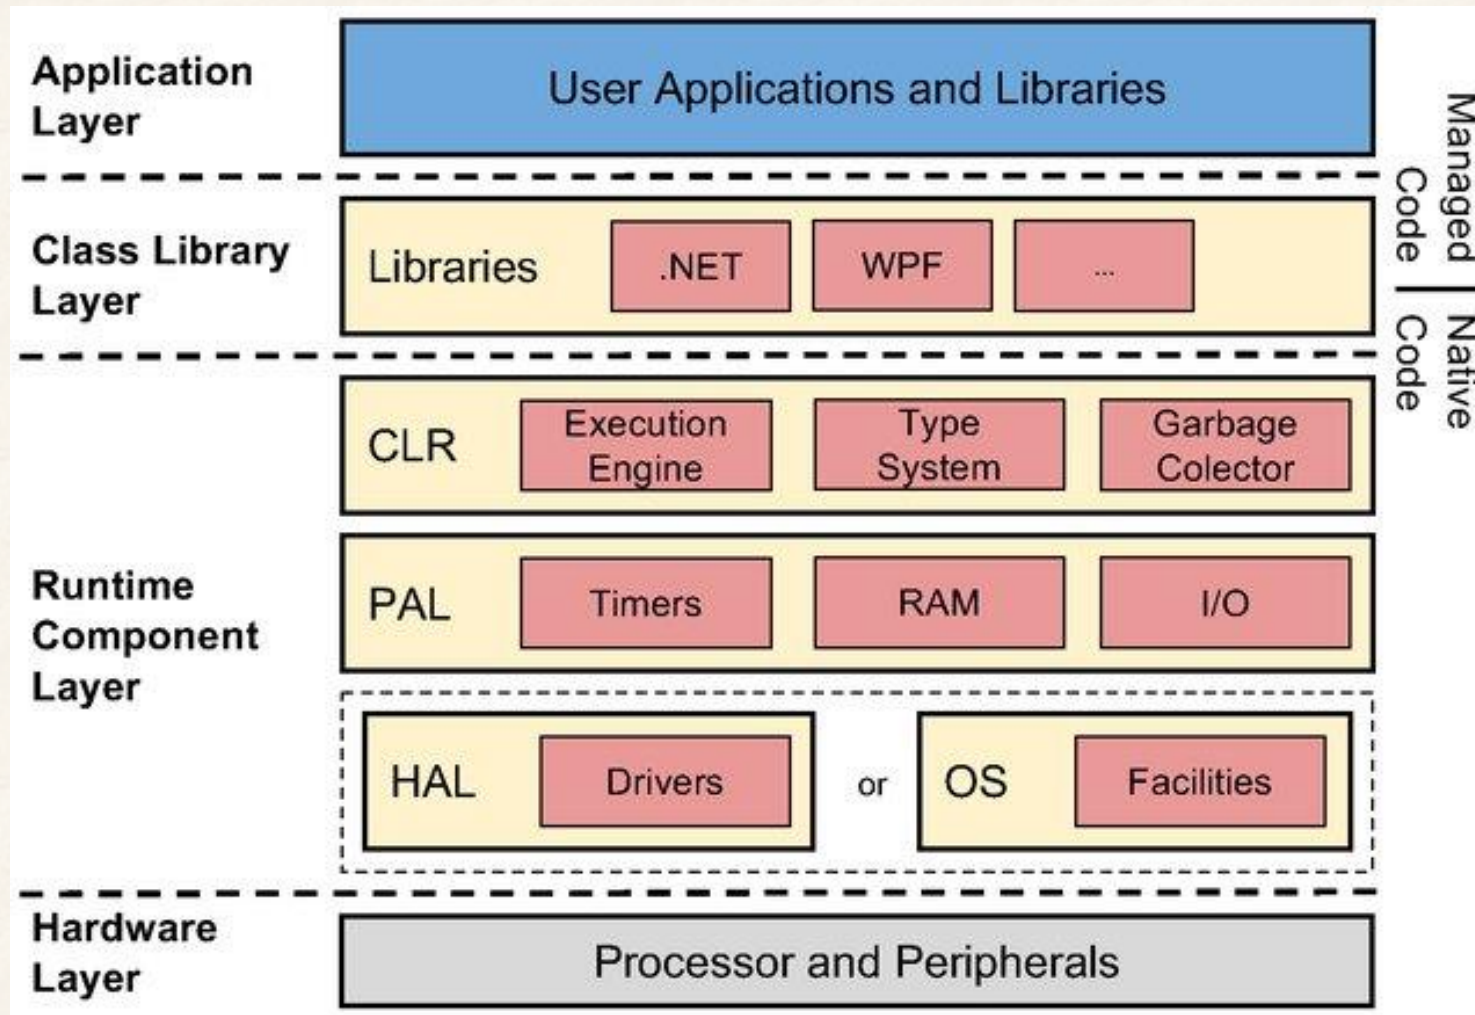 Application
Layer
User Applications and Libraries
Class Library
Layer
Libraries
.NET
WPF
...
Managed
Code
Native
Code
Runtime
Component
Layer
CLR
Execution
Engine
Type
System
Garbage
Colector
PAL
Timers
RAM
I/O
HAL
Drivers
or
OS
Facilities
Hardware
Layer
Processor and Peripherals